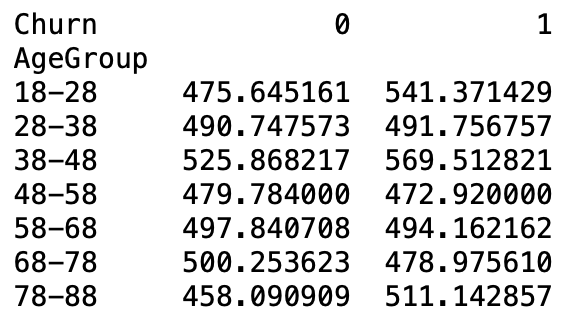 Churn 0 1
AgeGroup
18-28 475.645161 541.371429
28-38 490.747573 491.756757
38-48 525.868217 569.512821
48-58 479.784000 472.920000
58-68 497.840708 494.162162
68-78 500.253623 478.975610
78-88 458.090909 511.142857